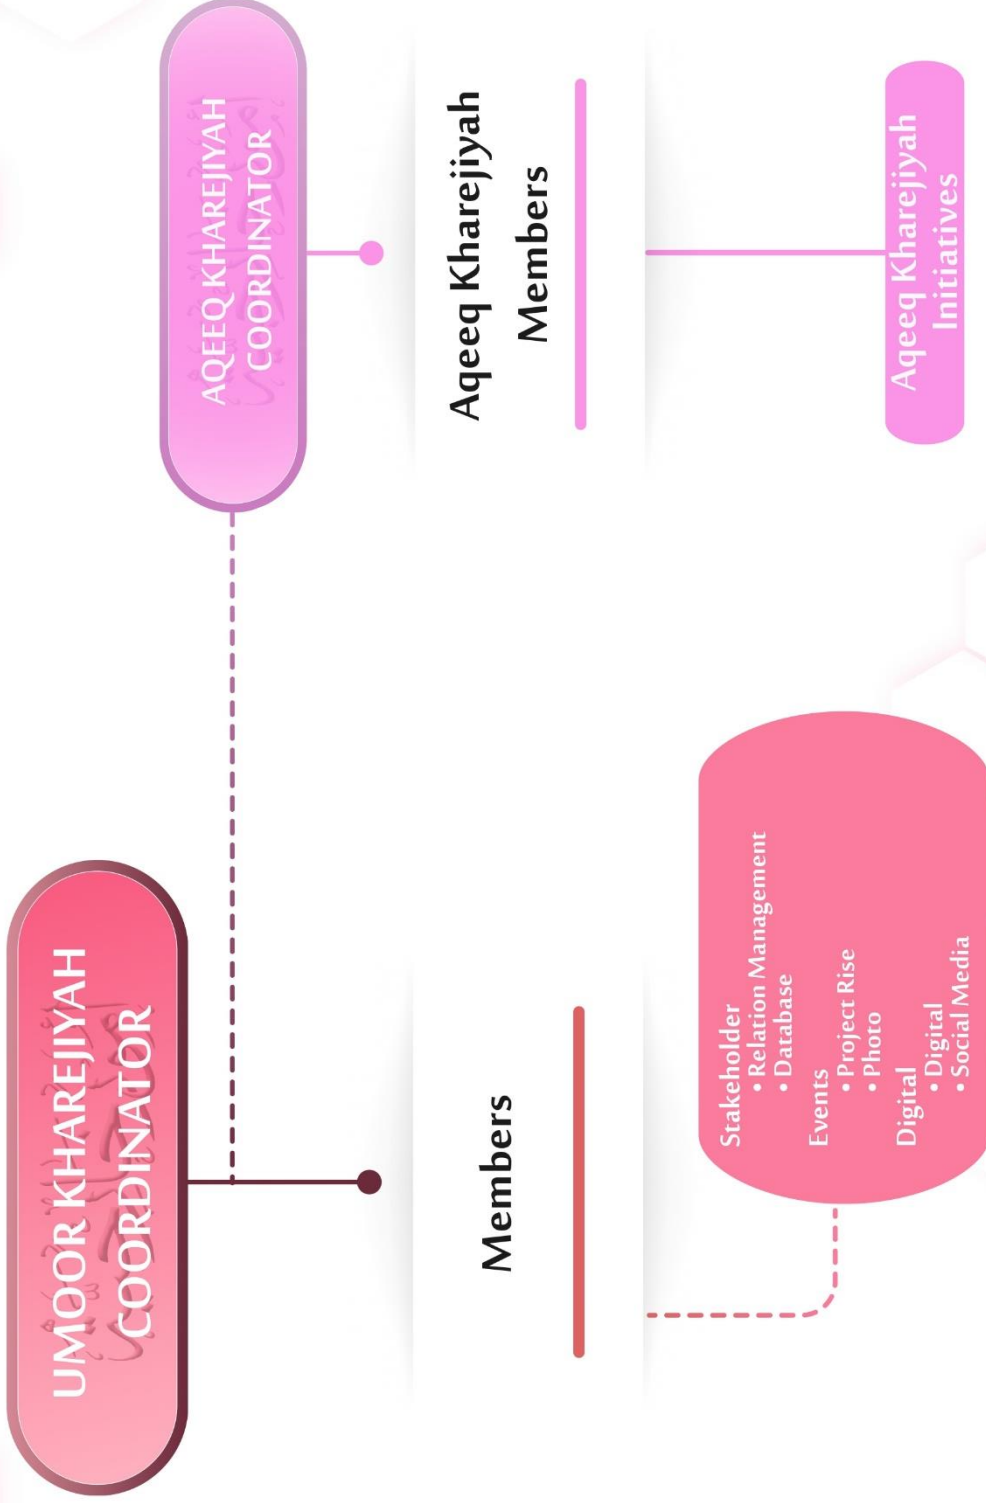 UMOOR KHAREJIYAH
COORDINATOR
AQEEQ KHAREJIYAH
COORDINATOR
Members
Aqeeq Kharejiyah
Members
Stakeholder
• Relation Management
• Database
Events
• Project Rise
• Photo
Digital
• Digital
• Social Media
Aqeeq Kharejiyah
Initiatives